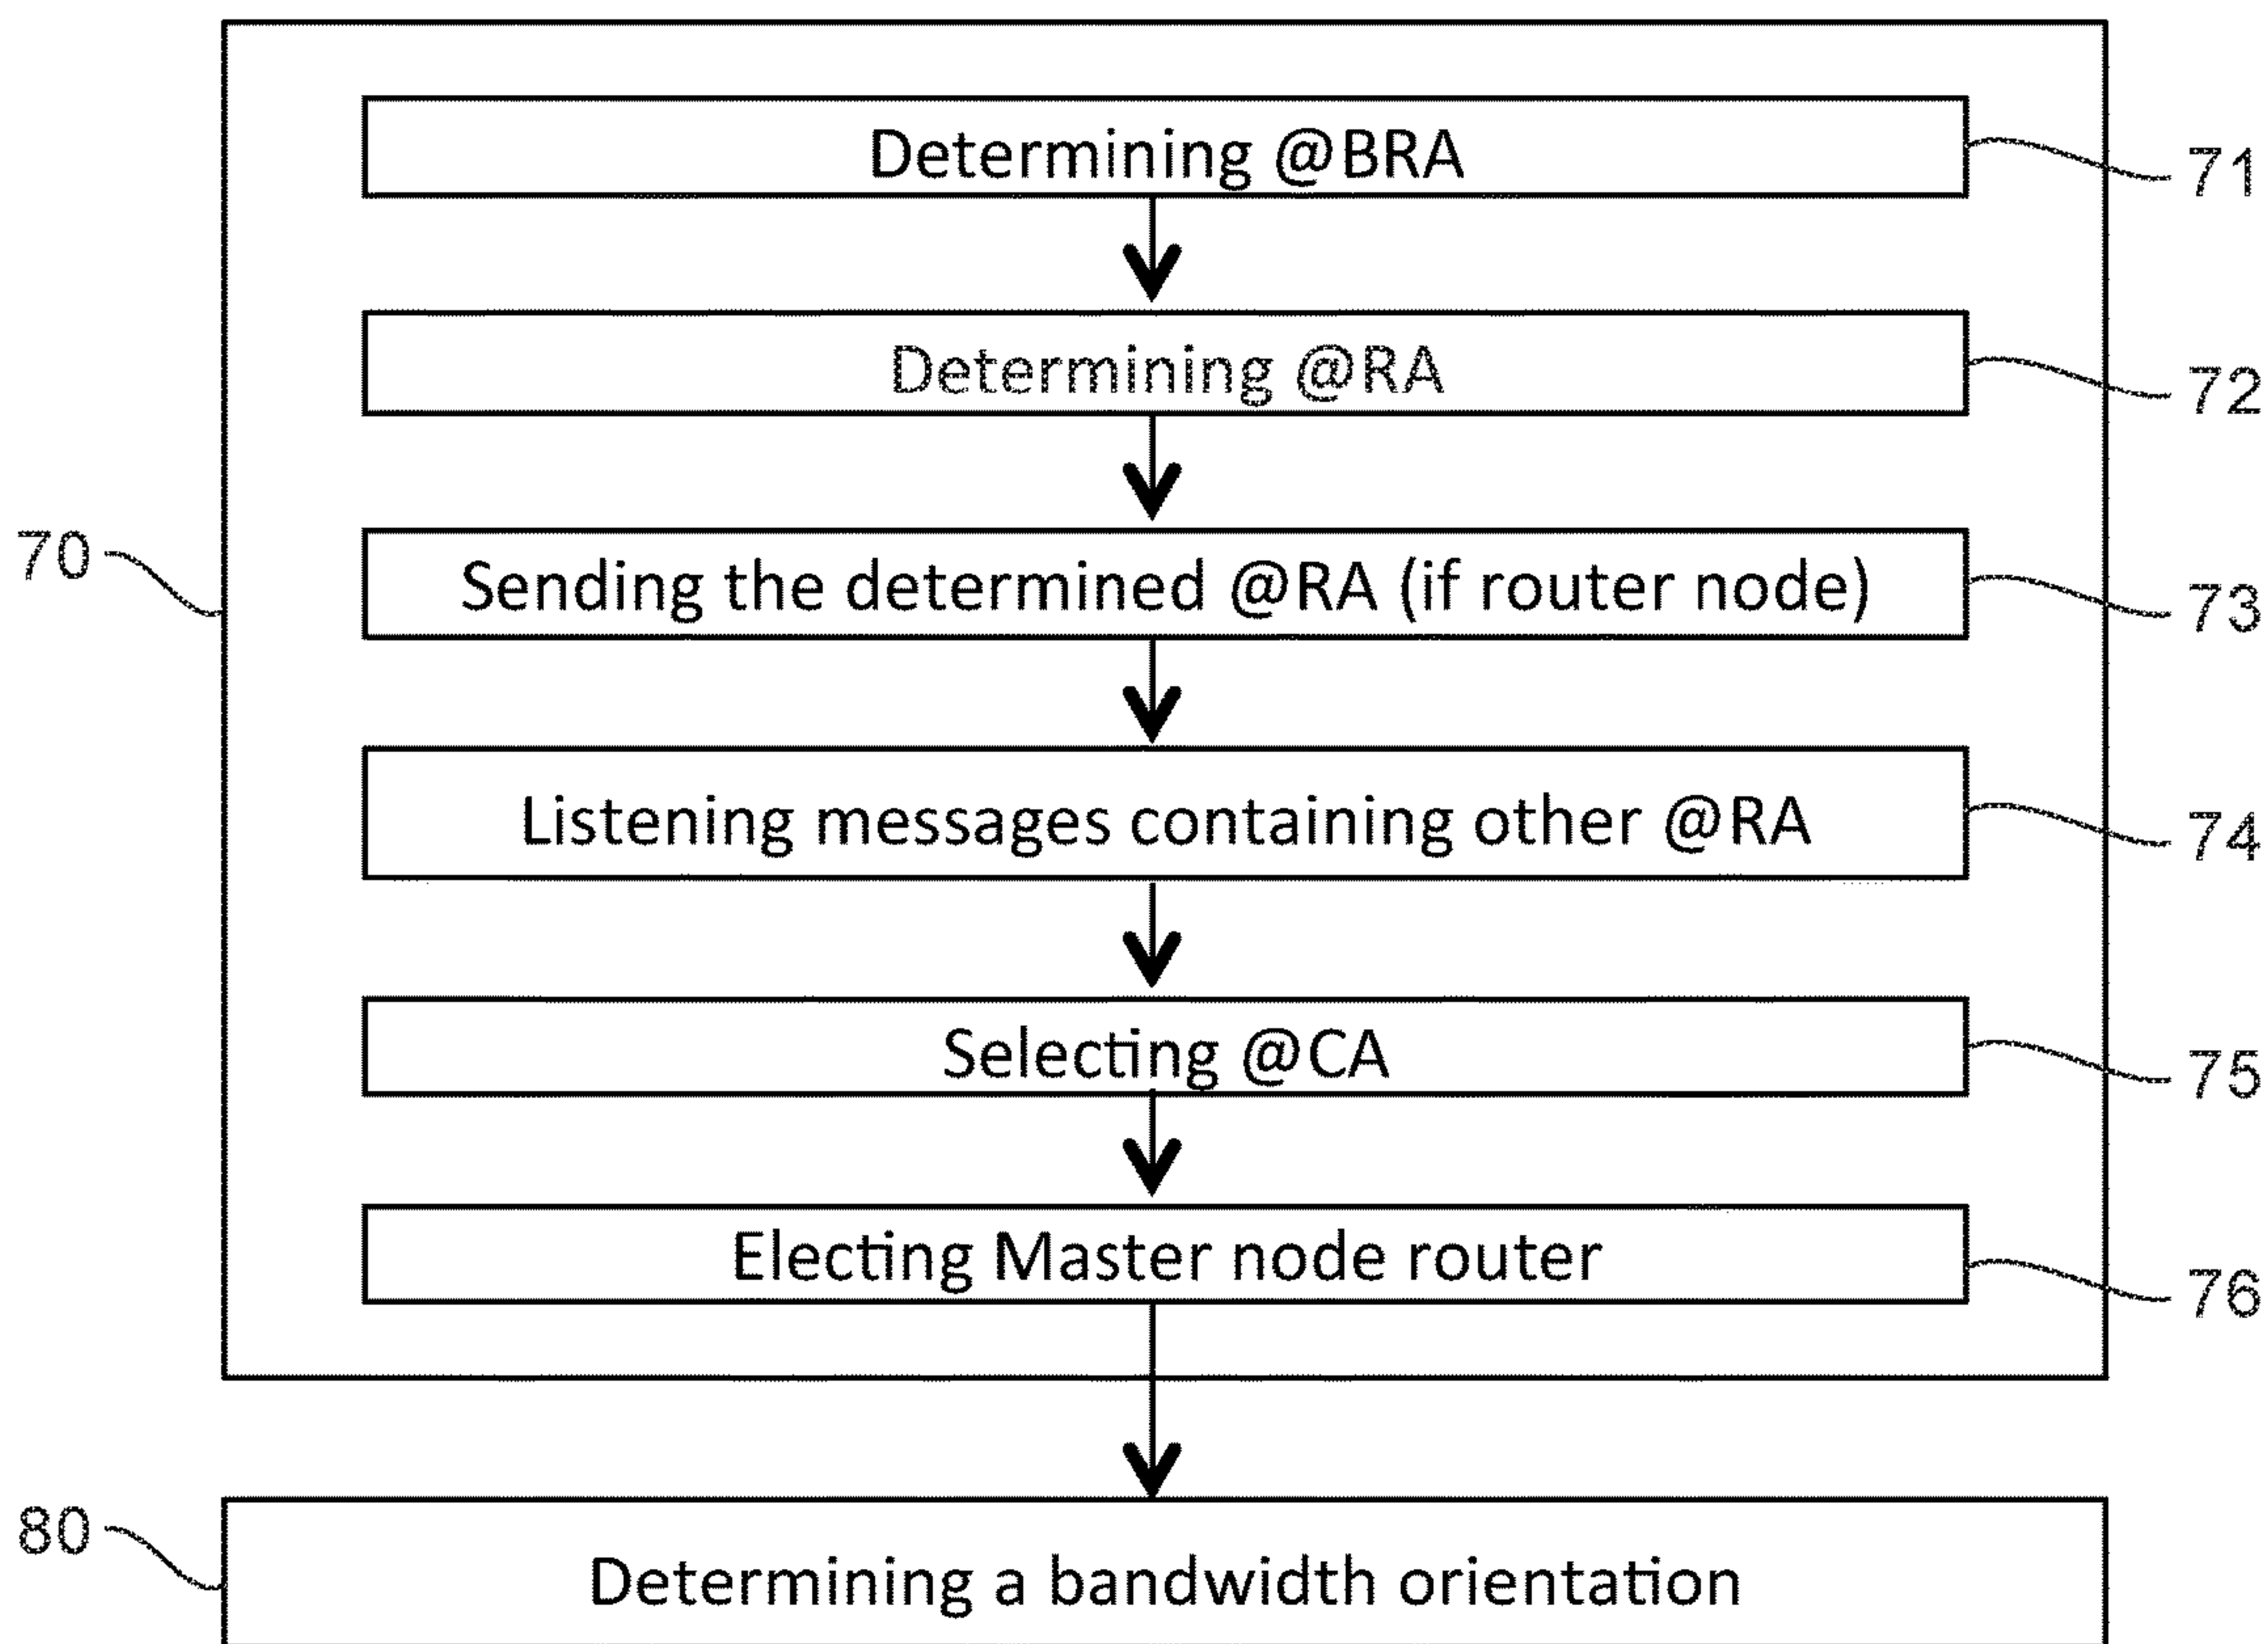 Determining @BRA
71
Determining @RA
72
70
Sending the determined @RA (if router node)
73
Listening messages containing other @RA
74
Selecting @CA
75
Electing Master node router
76
80
Determining a bandwidth orientation